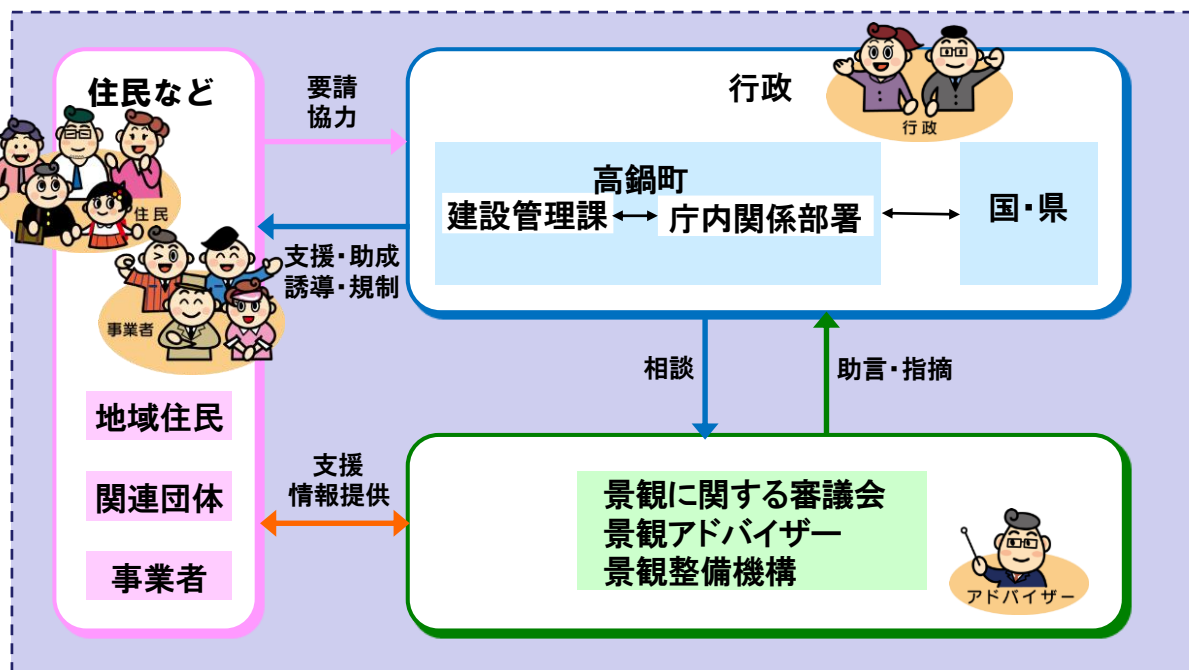 住民など
住民
事業者
地域住民
関連団体
事業者
要請
協力
支援・助成
誘導・規制
行政
行政
高鍋町
建設管理課
庁内関係部署
国・県
相談
助言・指摘
支援
情報提供
景観に関する審議会
景観アドバイザー
景観整備機構
アドバイザー